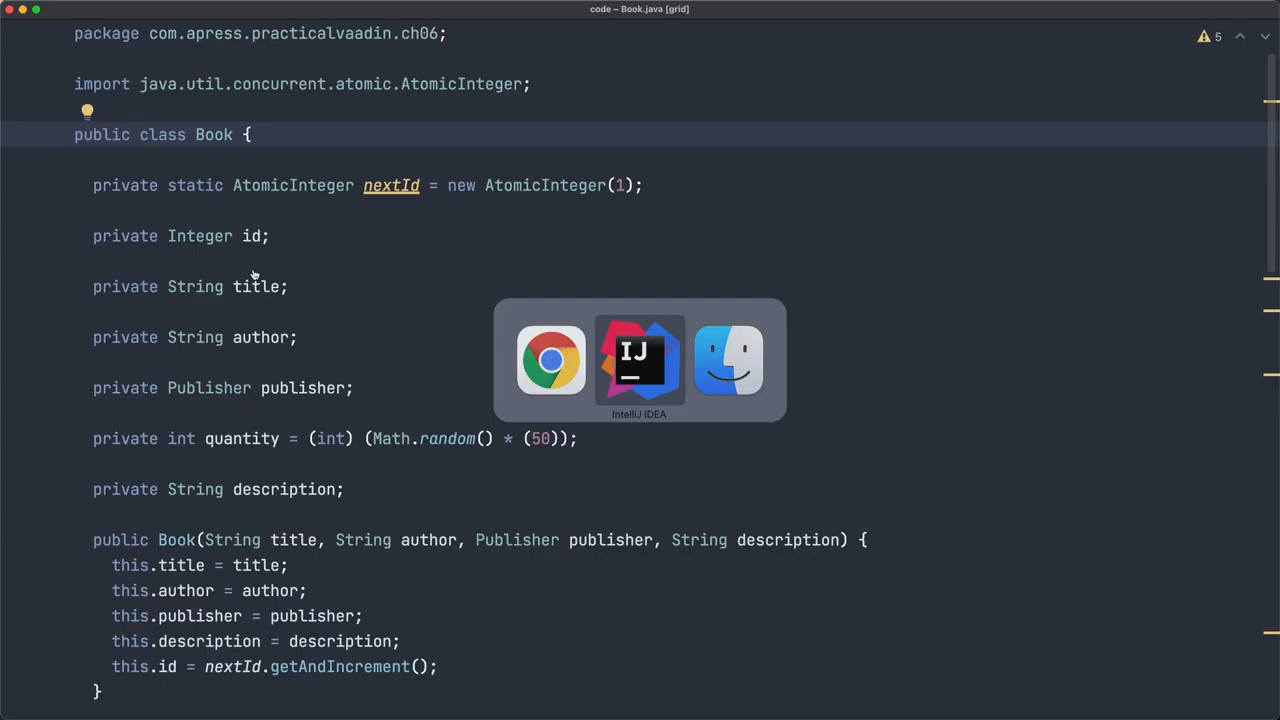 code – Book.java [grid]
package com.apress.practicalvaadin.ch06;
5
import java.util.concurrent.atomic.AtomicInteger;
public class Book {
private static AtomicInteger nextId = new AtomicInteger(1);
private Integer id;
private String title;
private String author;
private Publisher publisher;
IJ
IntelliJ IDEA
private int quantity = (int) (Math.random() * (50));
private String description;
public Book(String title, String author, Publisher publisher, String description) {
this.title = title;
this.author = author;
this.publisher = publisher;
this.description = description;
this.id = nextId.getAndIncrement();
}